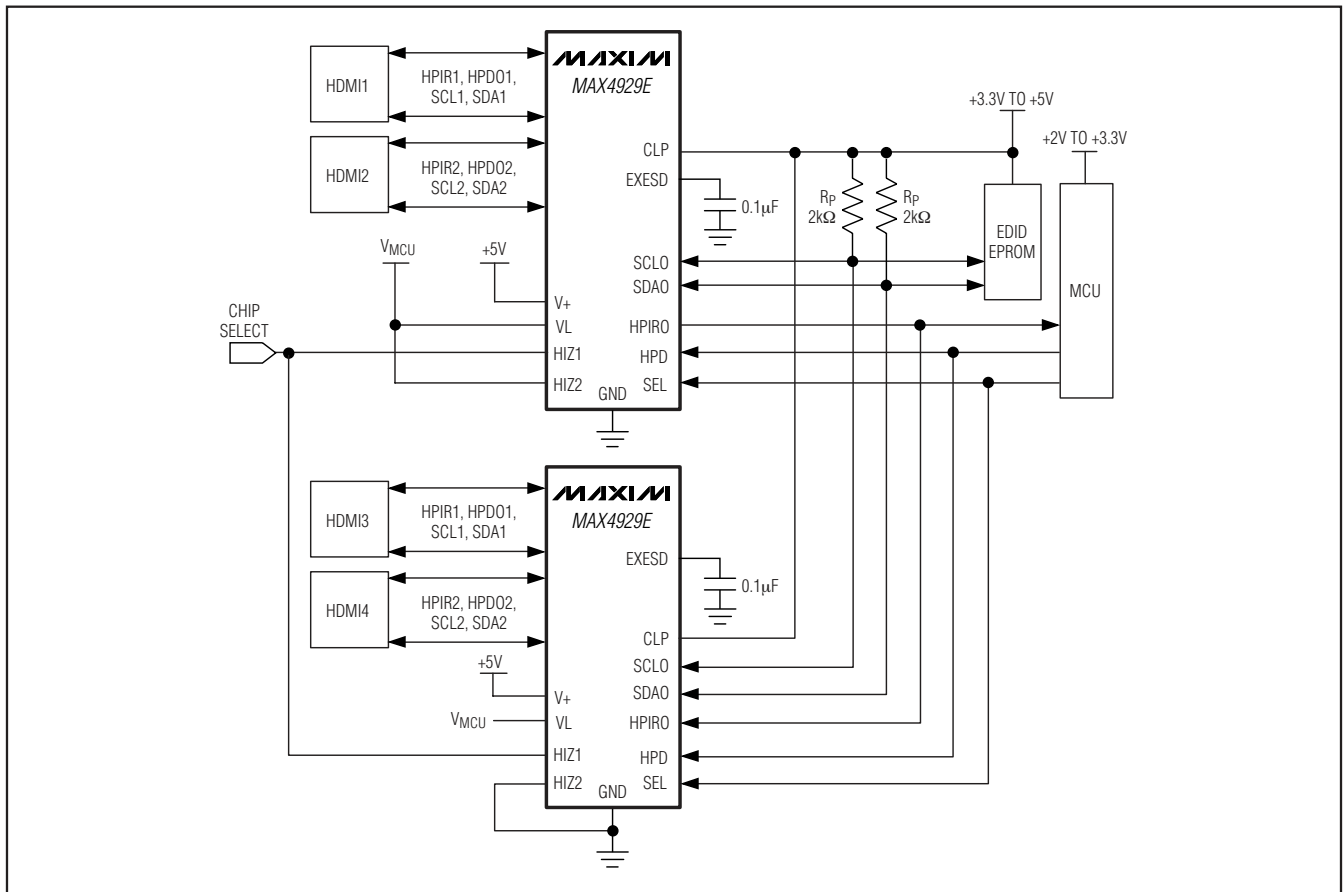 HDMI1
HPIR1, HPDO1,
SCL1, SDA1
HDMI2
HPIR2, HPDO2,
SCL2, SDA2
MAXIM
MAX4929E
CLP
EXESD
0.1μF
SCLO
SDAO
HPIRO
HPD
SEL
V+
VL
HIZ1
HIZ2
GND
VMCU
+5V
CHIP
SELECT
+3.3V TO +5V
+2V TO +3.3V
RP
2kΩ
RP
2kΩ
EDID
EPROM
MCU
HDMI3
HPIR1, HPDO1,
SCL1, SDA1
HDMI4
HPIR2, HPDO2,
SCL2, SDA2
MAXIM
MAX4929E
EXESD
0.1μF
CLP
SCLO
SDAO
HPIRO
HPD
SEL
+5V
VMCU
V+
VL
HIZ1
HIZ2
GND